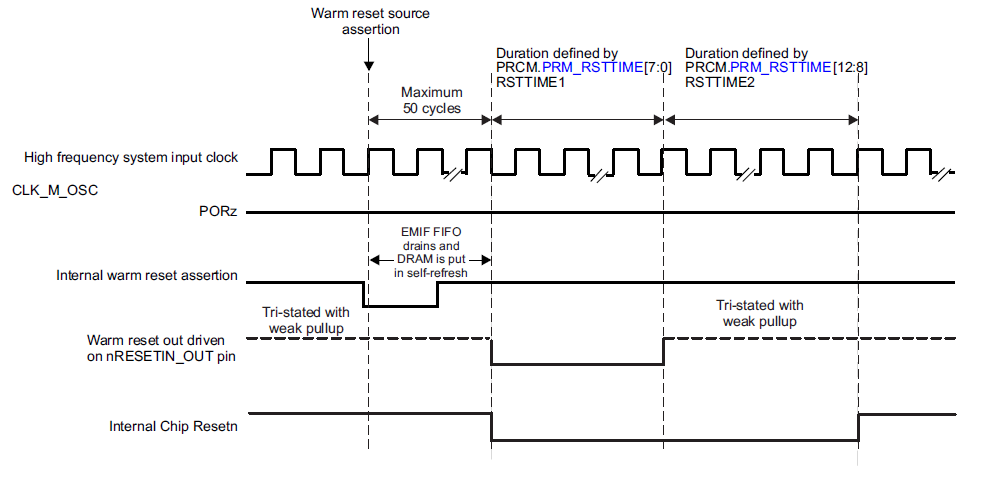 Warm reset source
assertion
Duration defined by
PRCM.PRM_RSTTIME[7:0]
RSTTIME1
Duration defined by
PRCM.PRM_RSTTIME[12:8]
RSTTIME2
Maximum
50 cycles
High frequency system input clock
CLK_M_OSC
PORz
EMIF FIFO
drains and
DRAM is put
in self-refresh
Internal warm reset assertion
Tri-stated with
weak pullup
Tri-stated with
weak pullup
Warm reset out driven
on nRESETIN_OUT pin
Internal Chip Resetn